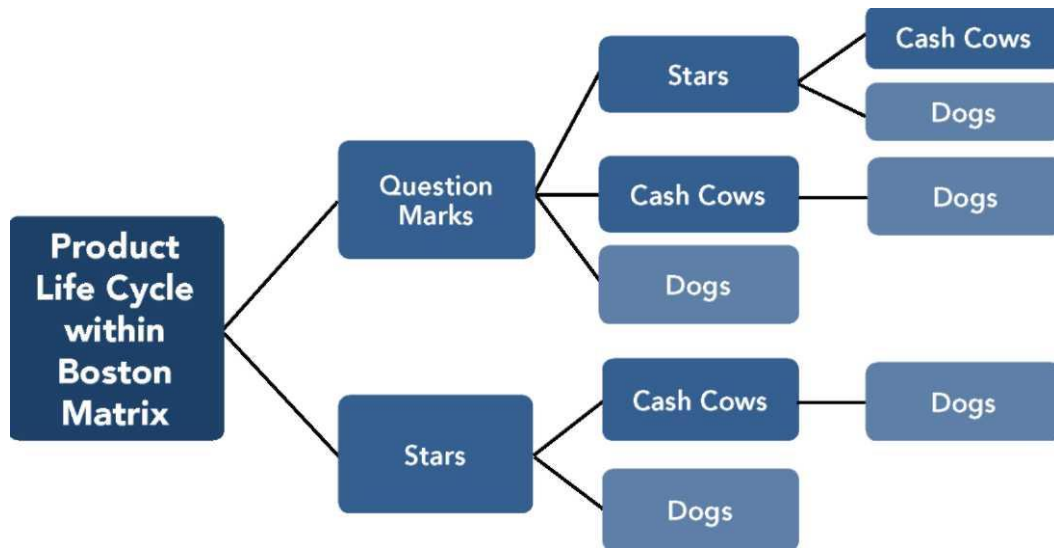 Product
Life Cycle
within
Boston
Matrix
Question
Marks
Stars
Cash Cows
Dogs
Cash Cows
Dogs
Dogs
Stars
Cash Cows
Dogs
Dogs